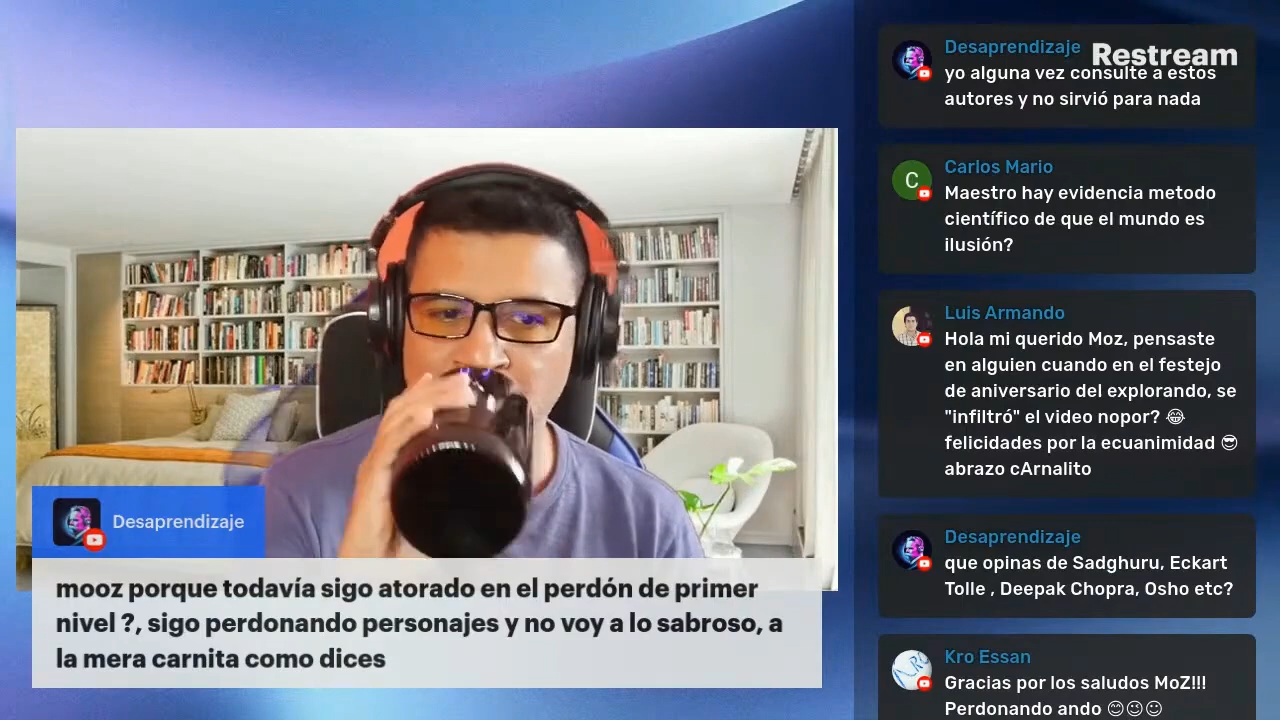 Desaprendizaje
mooz porque todavía sigo atorado en el perdón de primer
nivel ?, sigo perdonando personajes y no voy a lo sabroso, a
la mera carnita como dices
Restream
Desaprendizaje
yo alguna vez consulte a estos
autores y no sirvió para nada
C
Carlos Mario
Maestro hay evidencia metodo
científico de que el mundo es
ilusión?
Luis Armando
Hola mi querido Moz, pensaste
en alguien cuando en el festejo
de aniversario del explorando, se
"infiltró" el video nopor? 😂
felicidades por la ecuanimidad 😎
abrazo cArnalito
Desaprendizaje
que opinas de Sadghuru, Eckart
Tolle , Deepak Chopra, Osho etc?
Kro Essan
Gracias por los saludos MoZ!!!
Perdonando ando 😊😉😃